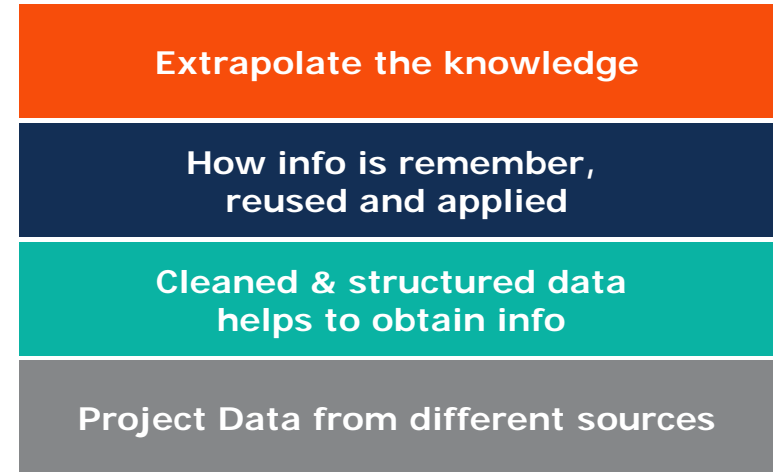 Extrapolate the knowledge
How info is remember,
reused and applied
Cleaned & structured data
helps to obtain info
Project Data from different sources